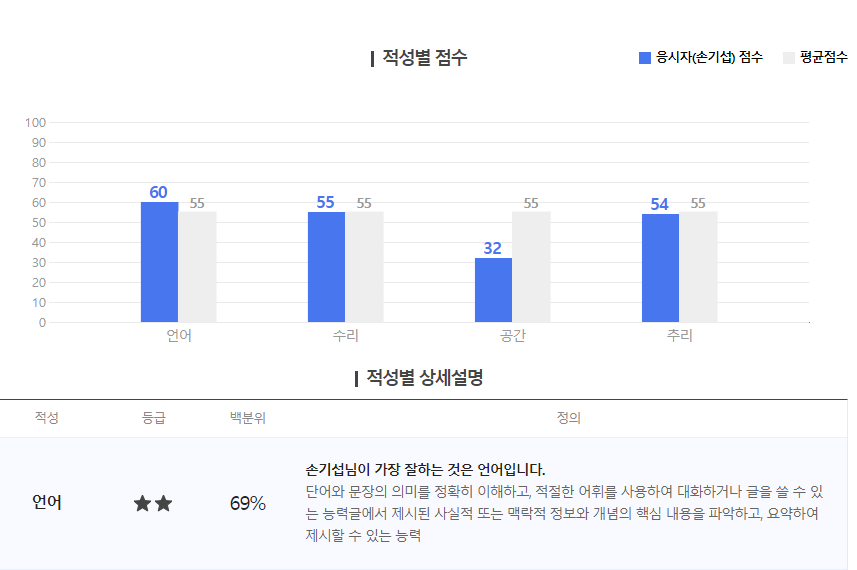 적성별 점수
응시자(손기섭) 점수 평균점수
100
90
80
70
60
50
40
30
20
10
0
60 55 55 55 32 55 54 55
언어 수리 공간 추리
적성별 상세설명
적성 등급 백분위 정의
언어 ★★ 69%
손기섭님이 가장 잘하는 것은 언어입니다.
단어와 문장의 의미를 정확히 이해하고, 적절한 어휘를 사용하여 대화하거나 글을 쓸 수 있
는 능력글에서 제시된 사실적 또는 맥락적 정보와 개념의 핵심 내용을 파악하고, 요약하여
제시할 수 있는 능력